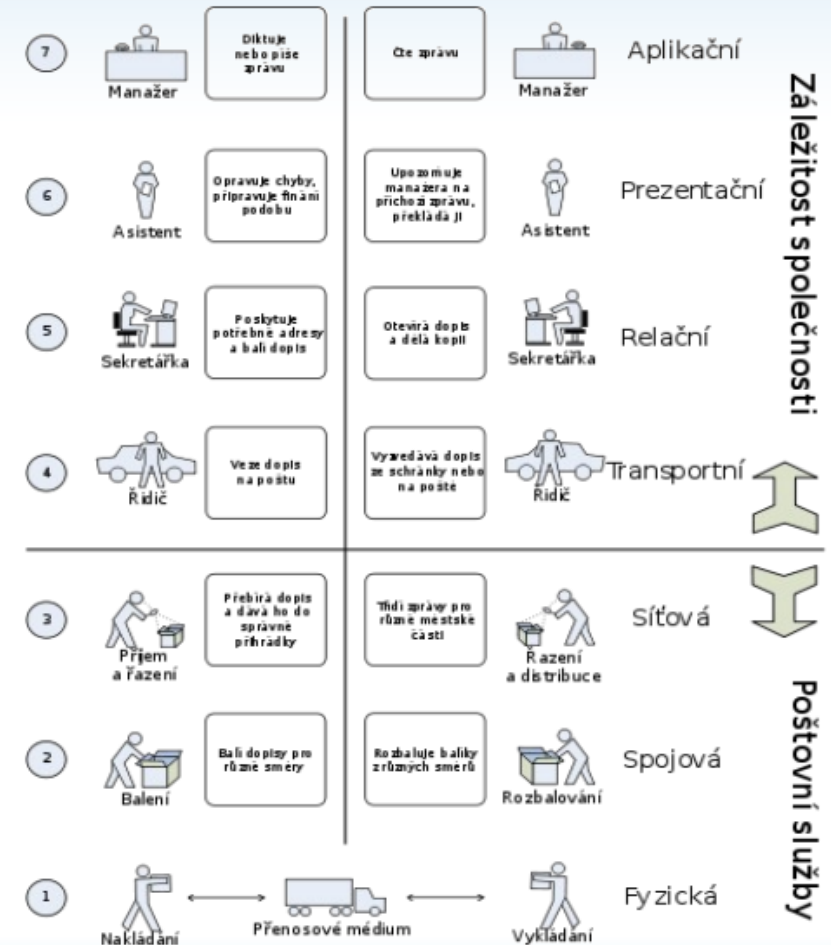 7
Manažer
Diktuje
nebo píše
zprávu
Čte zprávu
Manažer
Aplikační
6
Asistent
Opravuje chyby,
připravuje finání
podobu
Upozorňuje
manažera na
příchozí zprávu,
překládá ji
Asistent
Prezentační
5
Sekretářka
Poskytuje
potřebné adresy
a balí dopis
Otevírá dopis
a dělá kopii
Sekretářka
Relační
4
Řidič
Veze dopis
na poštu
Vyzvedává dopis
ze schránky nebo
na poště
Řidič
Transportní
Záležitost společnosti
3
Příjem
a řazení
Přebírá dopis
a dává ho do
správné
přihrádky
Třídí zprávy pro
různé městské
části
Řazení
a distribuce
Síťová
2
Balení
Balí dopisy pro
různé směry
Rozbaluje balíky
z různých směrů
Rozbalování
Spojová
1
Nakládání
Přenosové médium
Vykládání
Fyzická
Poštovní služby